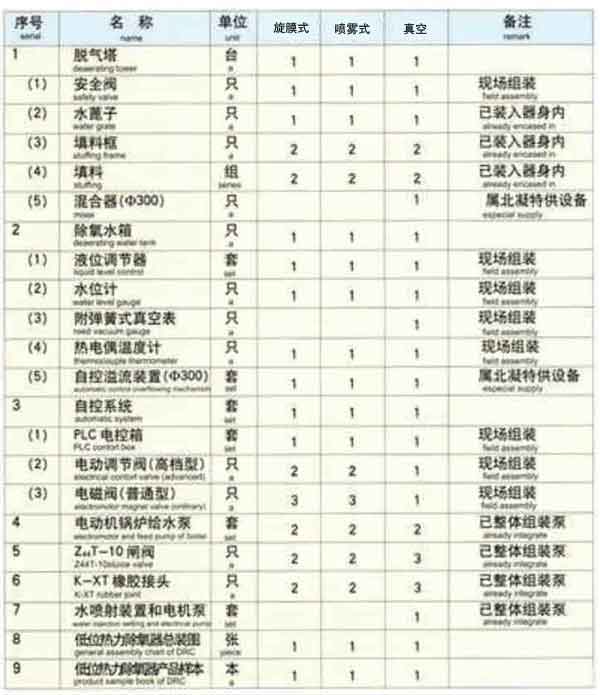 序号 名 称 单位 旋膜式 喷雾式 真空 备注
serial name unit remark
1 脱气塔 台 1 1 1
deaerating tower a
(1) 安全阀 只 1 1 1 现场组装
safety valve a field assembly
(2) 水蓖子 只 1 1 1 已装入器身内
water grate a already encased in
(3) 填料框 只 2 2 2 已装入器身内
stuffing frame a already encased in
(4) 填料 组 2 2 2 已装入器身内
stuffing series already encased in
(5) 混合器(Φ300) 只 1 属北凝特供设备
mixer a especial supply
2 除氧水箱 只 1 1 1
deaerating water tank a
(1) 液位调节器 套 1 1 1 现场组装
liquid level control set field assembly
(2) 水位计 只 1 1 1 现场组装
water level gauge a field assembly
(3) 附弹簧式真空表 只 1 现场组装
reed vacuum gauge a field assembly
(4) 热电偶温度计 只 1 1 1 现场组装
thermocouple thermometer a field assembly
(5) 自控溢流装置(Φ300) 套 1 1 1 属北凝特供设备
automatic control overflowing mechanism set especial supply
3 自控系统 套 1 1 1
automatic system set
(1) PLC 电控箱 套 1 1 1 现场组装
PLC contort box set field assembly
(2) 电动调节阀(高档型) 只 2 2 1 现场组装
electrical contort valve (advanced) a field assembly
(3) 电磁阀(普通型) 只 3 3 1 现场组装
electromotor magnet valve (ordinary) a field assembly
4 电动机锅炉给水泵 套 2 2 2 已整体组装泵
electromotor and feed pump of boiler set already integrate
5 Z₄₄T-10 闸阀 只 2 2 3 已整体组装泵
Z44T-10sluice valve a already integrate
6 K-XT 橡胶接头 只 2 2 3 已整体组装泵
K-XT rubber joint a already integrate
7 水喷射装置和电机泵 套 1 已整体组装泵
water injection setting and electrical pump set already integrate
8 低位热力除氧器总装图 张 1 1 1
general assembly chart of DRC piece
9 低位热力除氧器产品样本 本 1 1 1
product sample book of DRC a